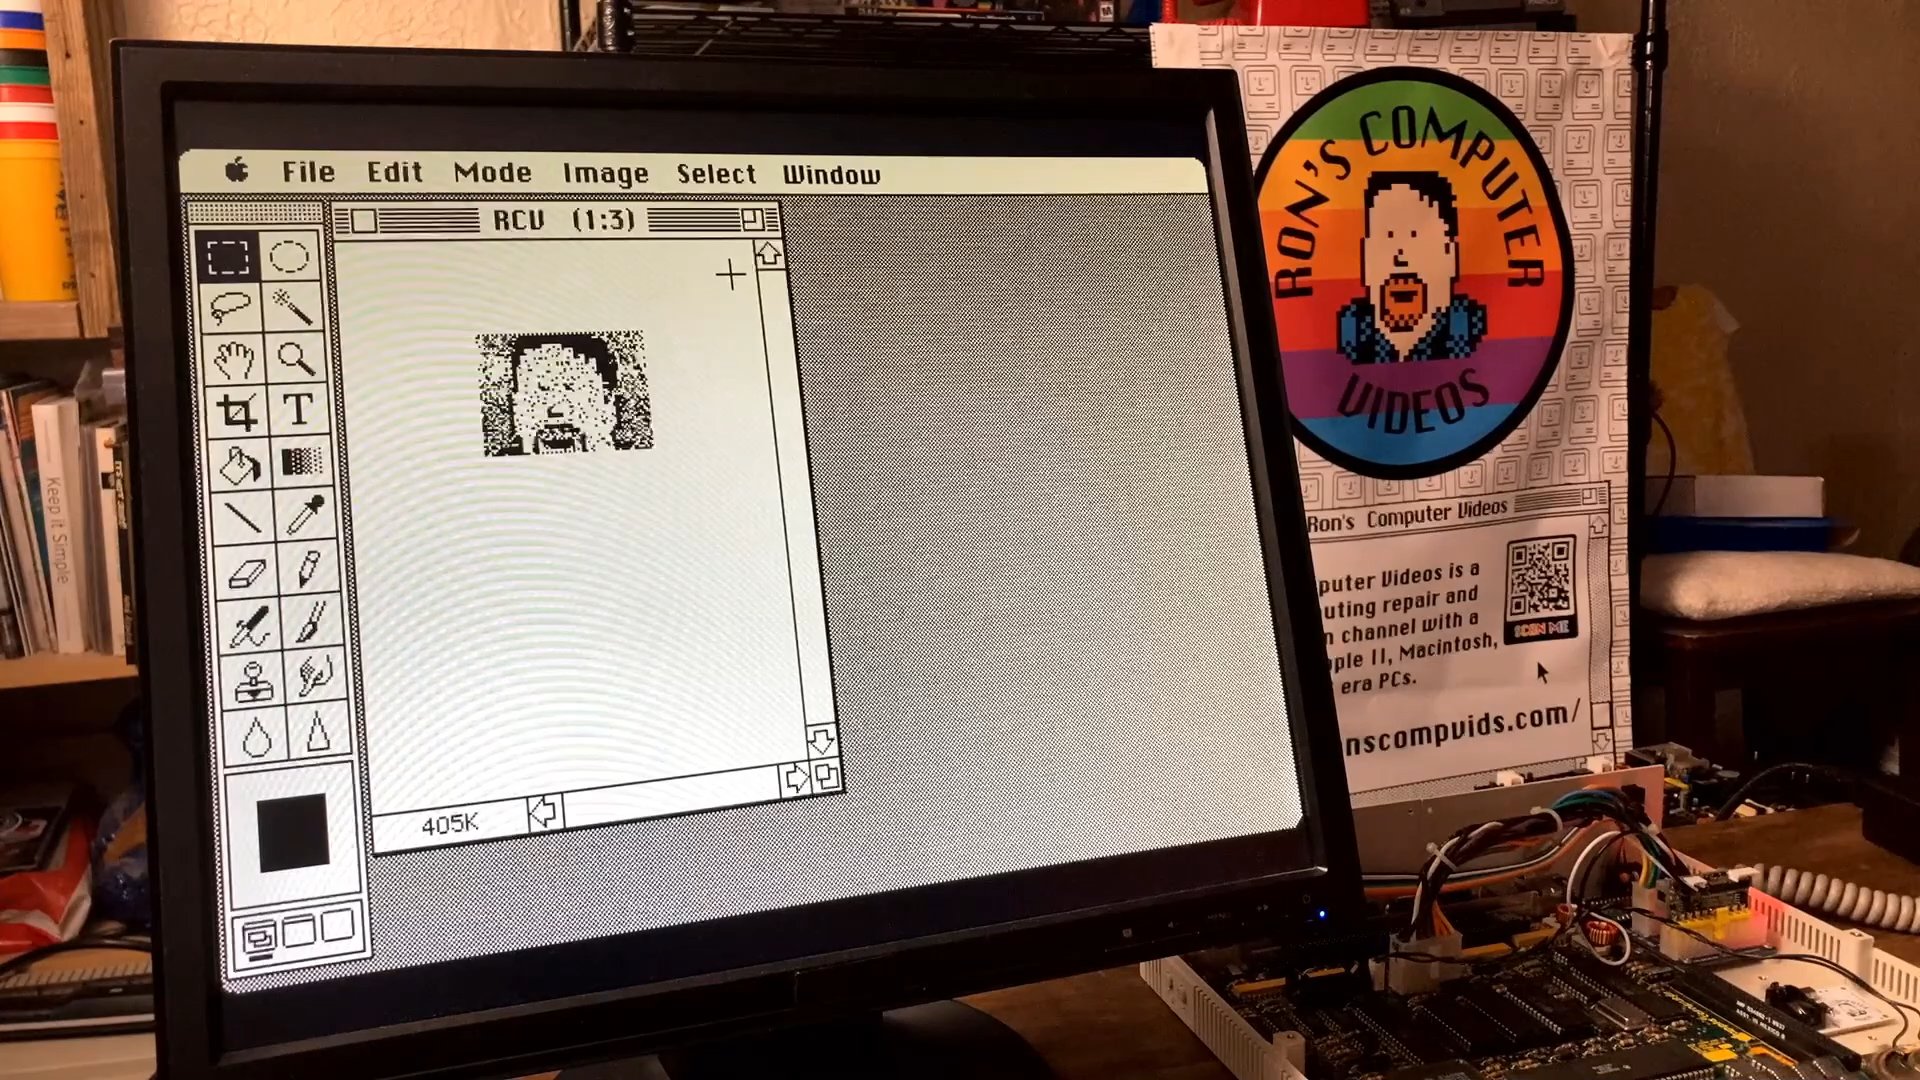 File Edit Mode Image Select Window
RCV (1:3)
T
405K
Keep it Simple
RON'S COMPUTER
VIDEOS
Ron's Computer Videos
puter Videos is a
uting repair and
n channel with a
ple II, Macintosh,
era PCs.
SCAN ME
nscompvids.com/